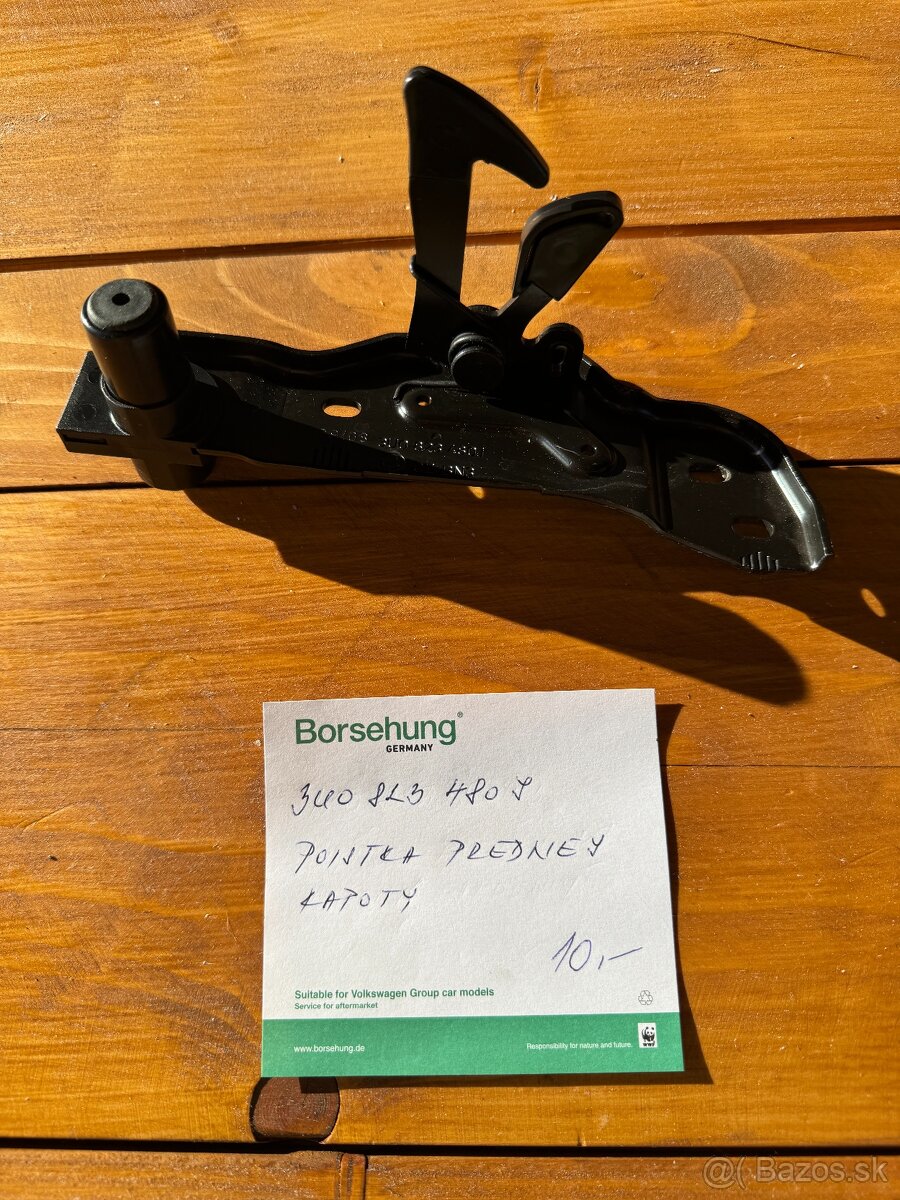 Borsehung®
GERMANY
3U0 823 480 J
POISTKA PREDNEJ
KAPOTY
10,-
Suitable for Volkswagen Group car models
Service for aftermarket
www.borsehung.de
Responsibility for nature and future.
WWF
@( Bazos.sk